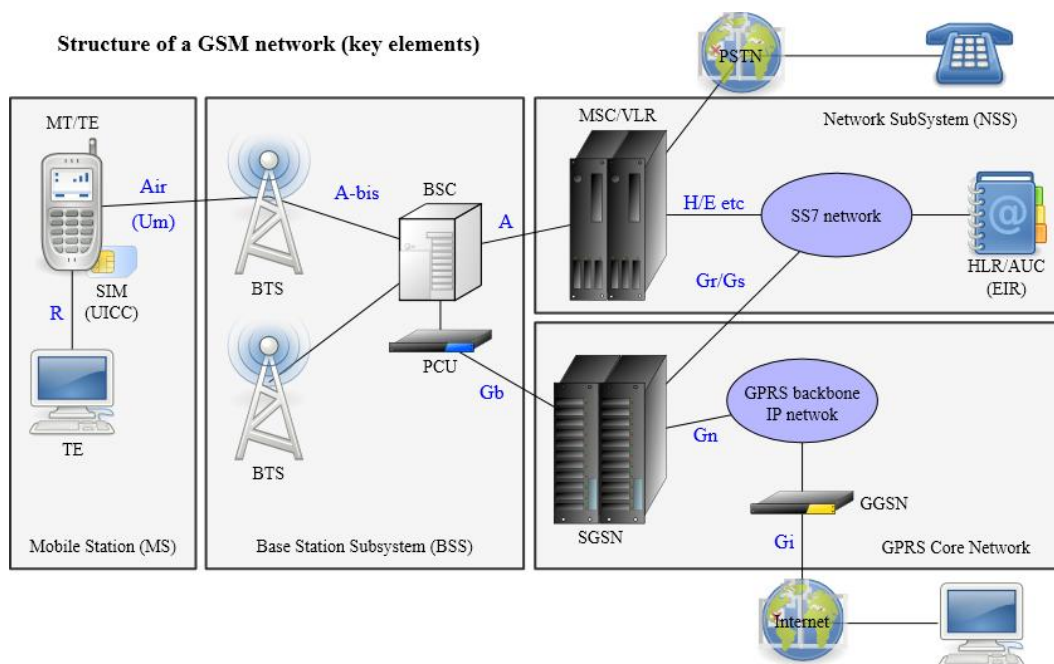 Structure of a GSM network (key elements)
PSTN
MT/TE
MSC/VLR
Network SubSystem (NSS)
Air
(Um)
A-bis
BSC
A
H/E etc
SS7 network
SIM
(UICC)
BTS
HLR/AUC
(EIR)
Gr/Gs
R
PCU
Gb
GPRS backbone
IP netwok
Gn
TE
BTS
SGSN
GGSN
Gi
Mobile Station (MS)
Base Station Subsystem (BSS)
GPRS Core Network
Internet